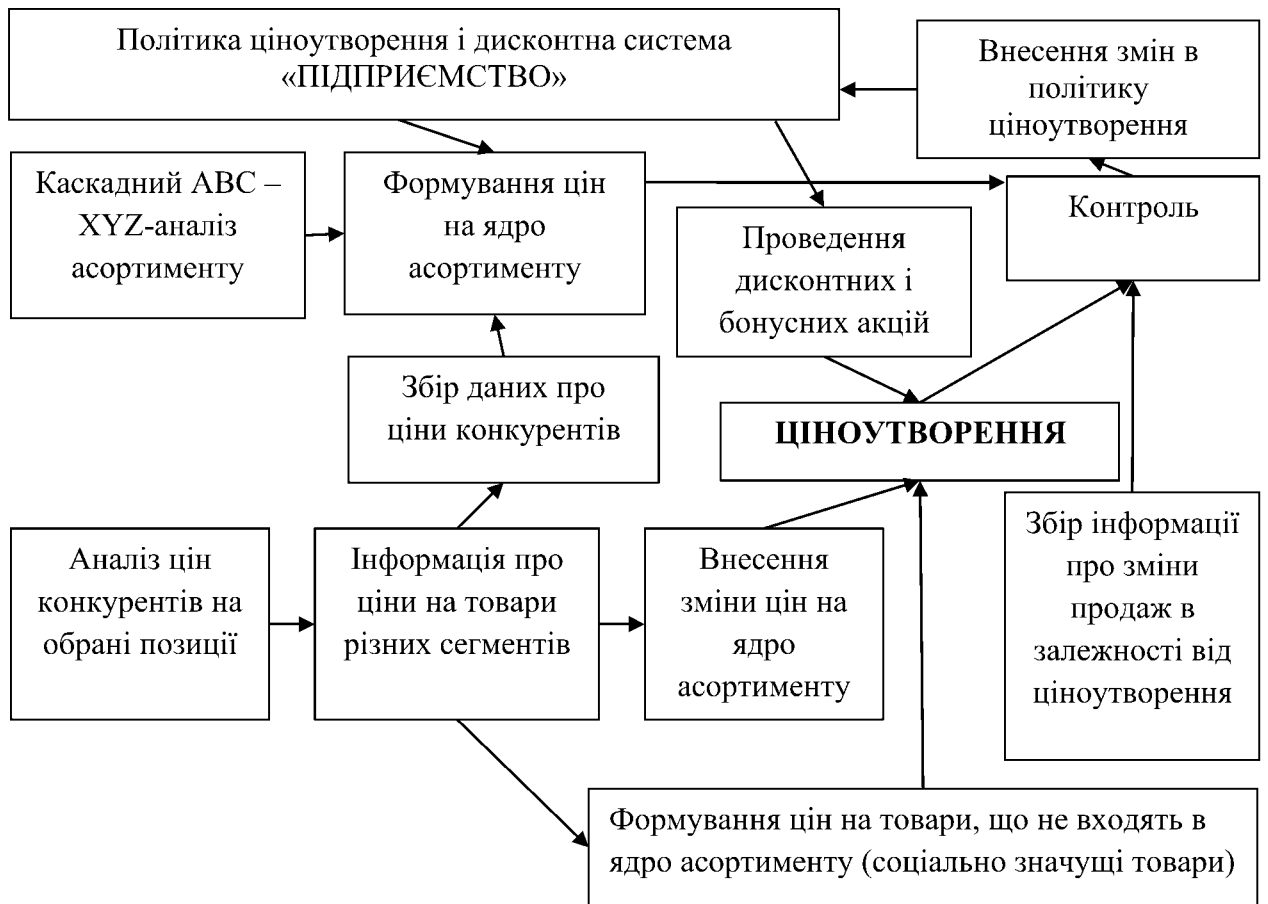 Політика ціноутворення і дисконтна система
«ПІДПРИЄМСТВО»
Внесення змін в
політику
ціноутворення
Каскадний ABC –
XYZ-аналіз
асортименту
Формування цін
на ядро
асортименту
Контроль
Проведення
дисконтних і
бонусних акцій
Збір даних про
ціни конкурентів
ЦІНОУТВОРЕННЯ
Аналіз цін
конкурентів на
обрані позиції
Інформація про
ціни на товари
різних сегментів
Внесення
зміни цін на
ядро
асортименту
Збір інформації
про зміни
продаж в
залежності від
ціноутворення
Формування цін на товари, що не входять в
ядро асортименту (соціально значущі товари)